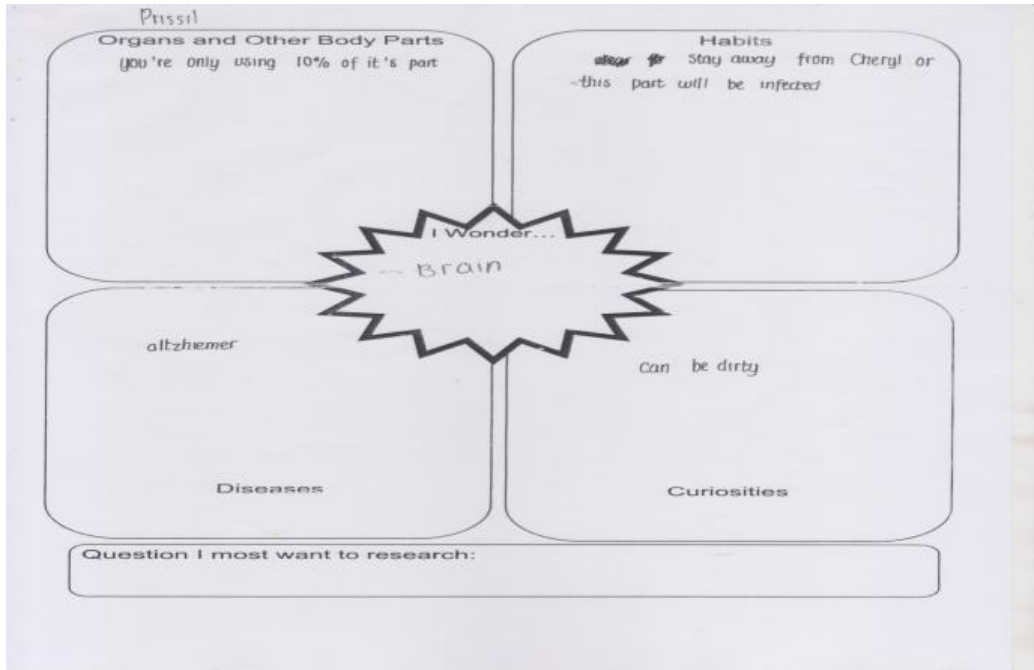 Prissil
Organs and Other Body Parts
you're only using 10% of it's part
Habits
Stay away from Cheryl or
this part will be infected
I Wonder...
- Brain
altzhiemer
Diseases
can be dirty
Curiosities
Question I most want to research: